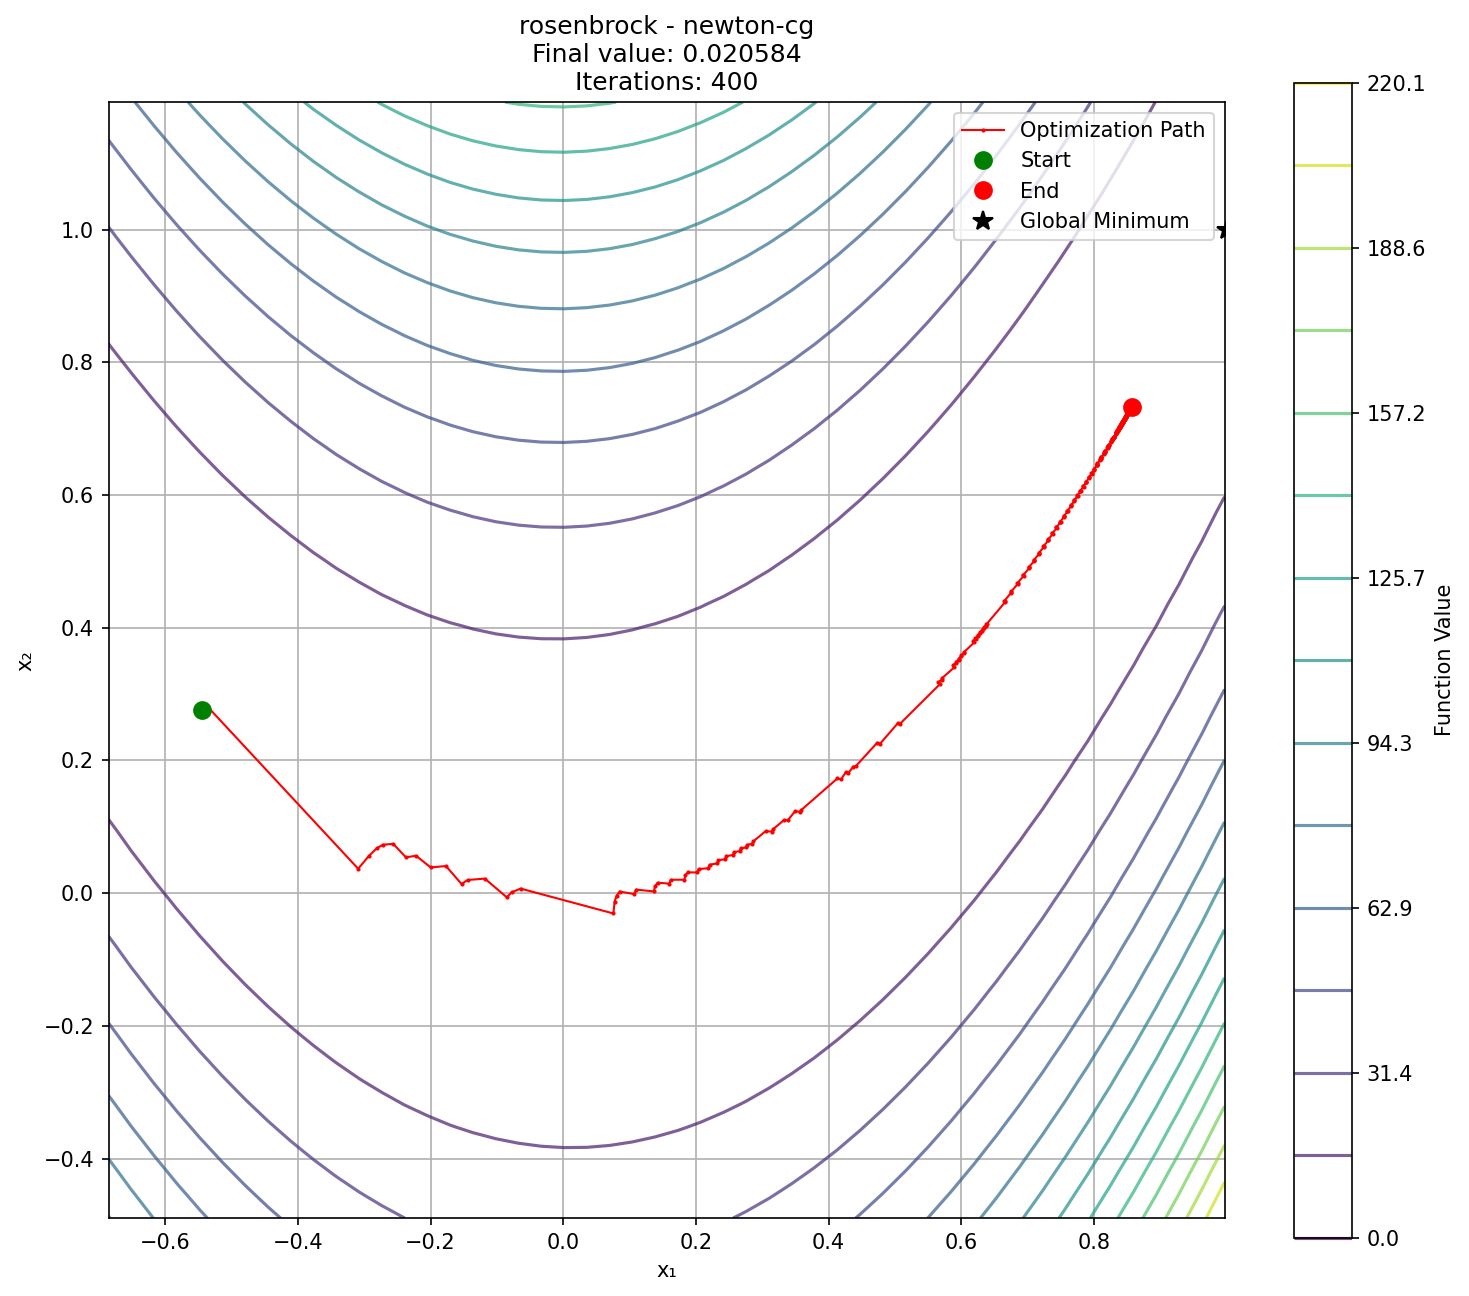 rosenbrock - newton-cg
Final value: 0.020584
Iterations: 400
Optimization Path
Start
End
Global Minimum
1.0
0.8
0.6
0.4
0.2
0.0
−0.2
−0.4
x₂
−0.6
−0.4
−0.2
0.0
0.2
0.4
0.6
0.8
x₁
220.1
188.6
157.2
125.7
94.3
62.9
31.4
0.0
Function Value